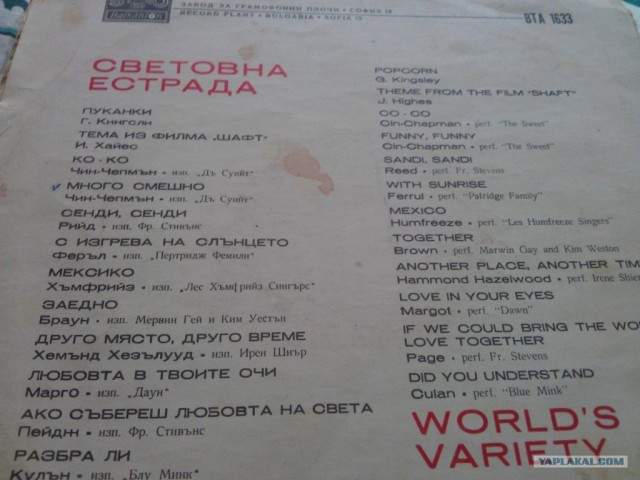 BALKANTON
ЗАВОД ЗА ГРАМОФОННИ ПЛОЧИ • СОФИЯ 18
RECORD PLANT • BULGARIA • SOFIA 18
ВТА 1633
СВЕТОВНА
ЕСТРАДА
ПУКАНКИ
Г. Кингсли
ТЕМА ИЗ ФИЛМА „ШАФТ“
И. Хайес
КО - КО
Чин-Чепмън • изп. „Дъ Суийт“
МНОГО СМЕШНО
Чин-Чепмън • изп. „Дъ Суийт“
СЕНДИ, СЕНДИ
Рийд • изп. Фр. Стивънс
С ИЗГРЕВА НА СЛЪНЦЕТО
Феръл • изп. „Пертридж Фемили“
МЕКСИКО
Хъмфрийз • изп. „Лес Хъмфрийз Сингърс“
ЗАЕДНО
Браун • изп. Мервин Гей и Ким Уестън
ДРУГО МЯСТО, ДРУГО ВРЕМЕ
Хемънд Хезълууд • изп. Ирен Шиър
ЛЮБОВТА В ТВОИТЕ ОЧИ
Марго • изп. „Даун“
АКО СЪБЕРЕШ ЛЮБОВТА НА СВЕТА
Пейдж • изп. Фр. Стивънс
РАЗБРА ЛИ
Кулън • изп. „Блу Минк“
POPCORN
G. Kingsley
THEME FROM THE FILM "SHAFT"
J. Highes
CO - CO
Cin-Chapman • perf. "The Sweet"
FUNNY, FUNNY
Cin-Chapman • perf. "The Sweet"
SANDI, SANDI
Reed • perf. Fr. Stevens
WITH SUNRISE
Ferrul • perf. "Patridge Family"
MEXICO
Humfreeze • perf. "Les Humfreeze Singers"
TOGETHER
Brown • perf. Marwin Gay and Kim Weston
ANOTHER PLACE, ANOTHER TIM
Hammond Hazelwood • perf. Irene Shier
LOVE IN YOUR EYES
Margot • perf. "Dawn"
IF WE COULD BRING THE WO
LOVE TOGETHER
Page • perf. Fr. Stevens
DID YOU UNDERSTAND
Culan • perf. "Blue Mink"
WORLD'S
VARIETY
YAPLAKAL.COM